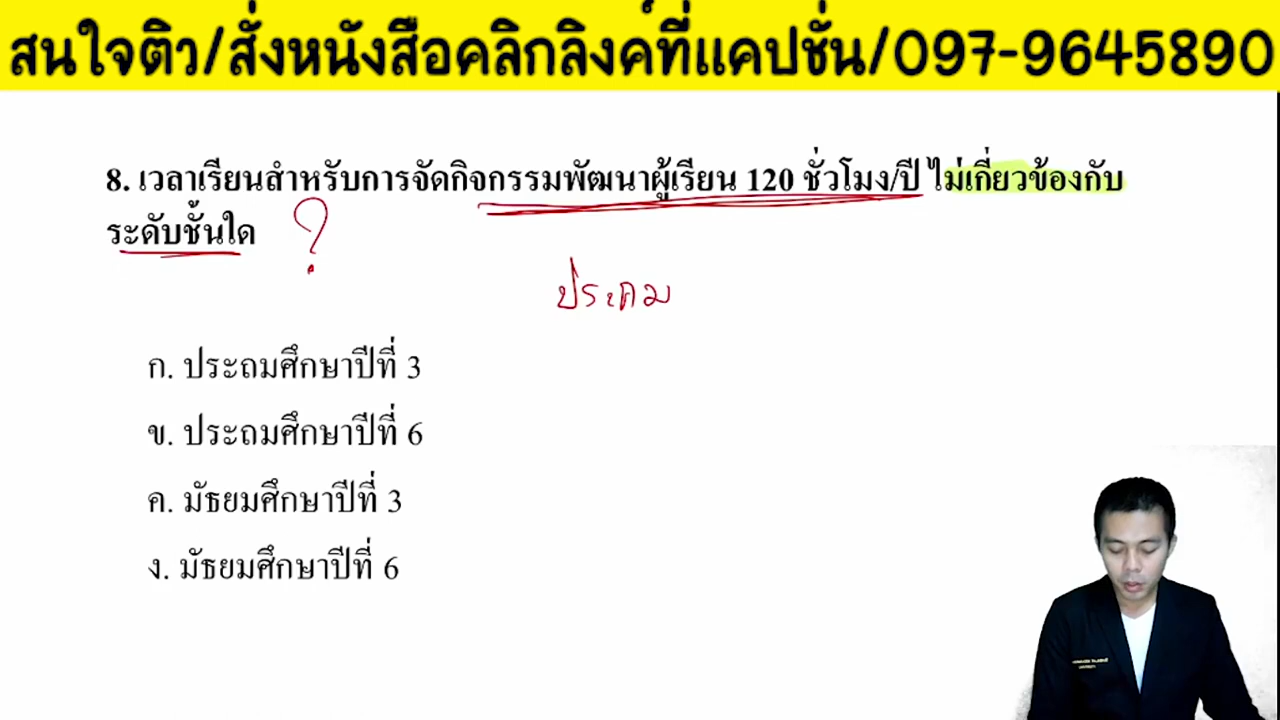 สนใจติว/สั่งหนังสือคลิกลิงค์ที่แคปชั่น/097-9645890
8. เวลาเรียนสำหรับการจัดกิจกรรมพัฒนาผู้เรียน 120 ชั่วโมง/ปี ไม่เกี่ยวข้องกับ
ระดับชั้นใด ?
ประถม
ก. ประถมศึกษาปีที่ 3
ข. ประถมศึกษาปีที่ 6
ค. มัธยมศึกษาปีที่ 3
ง. มัธยมศึกษาปีที่ 6